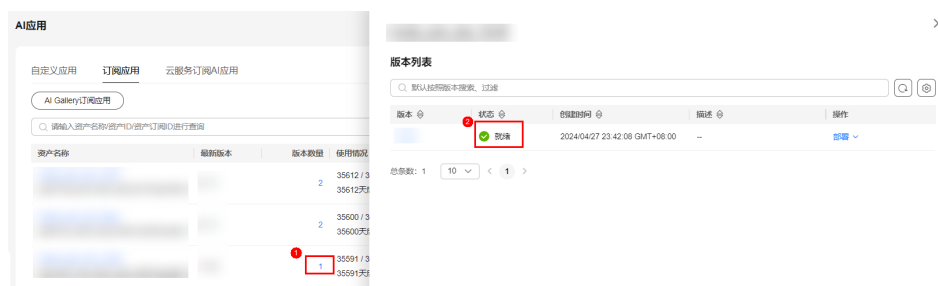 AI应用
自定义应用 订阅应用 云服务订阅AI应用
AI Gallery订阅应用
请输入资产名称/资产ID/资产订阅ID进行查询
资产名称 最新版本 版本数量 使用情况
35612 / 3
2
35612天
35600 / 3
2
35600天
1
35591 / 3
1
35591天
版本列表
默认按照版本搜索、过滤
版本 状态 创建时间 描述 操作
2
就绪 2024/04/27 23:42:08 GMT+08:00 -- 部署
总条数: 1 10 < 1 >